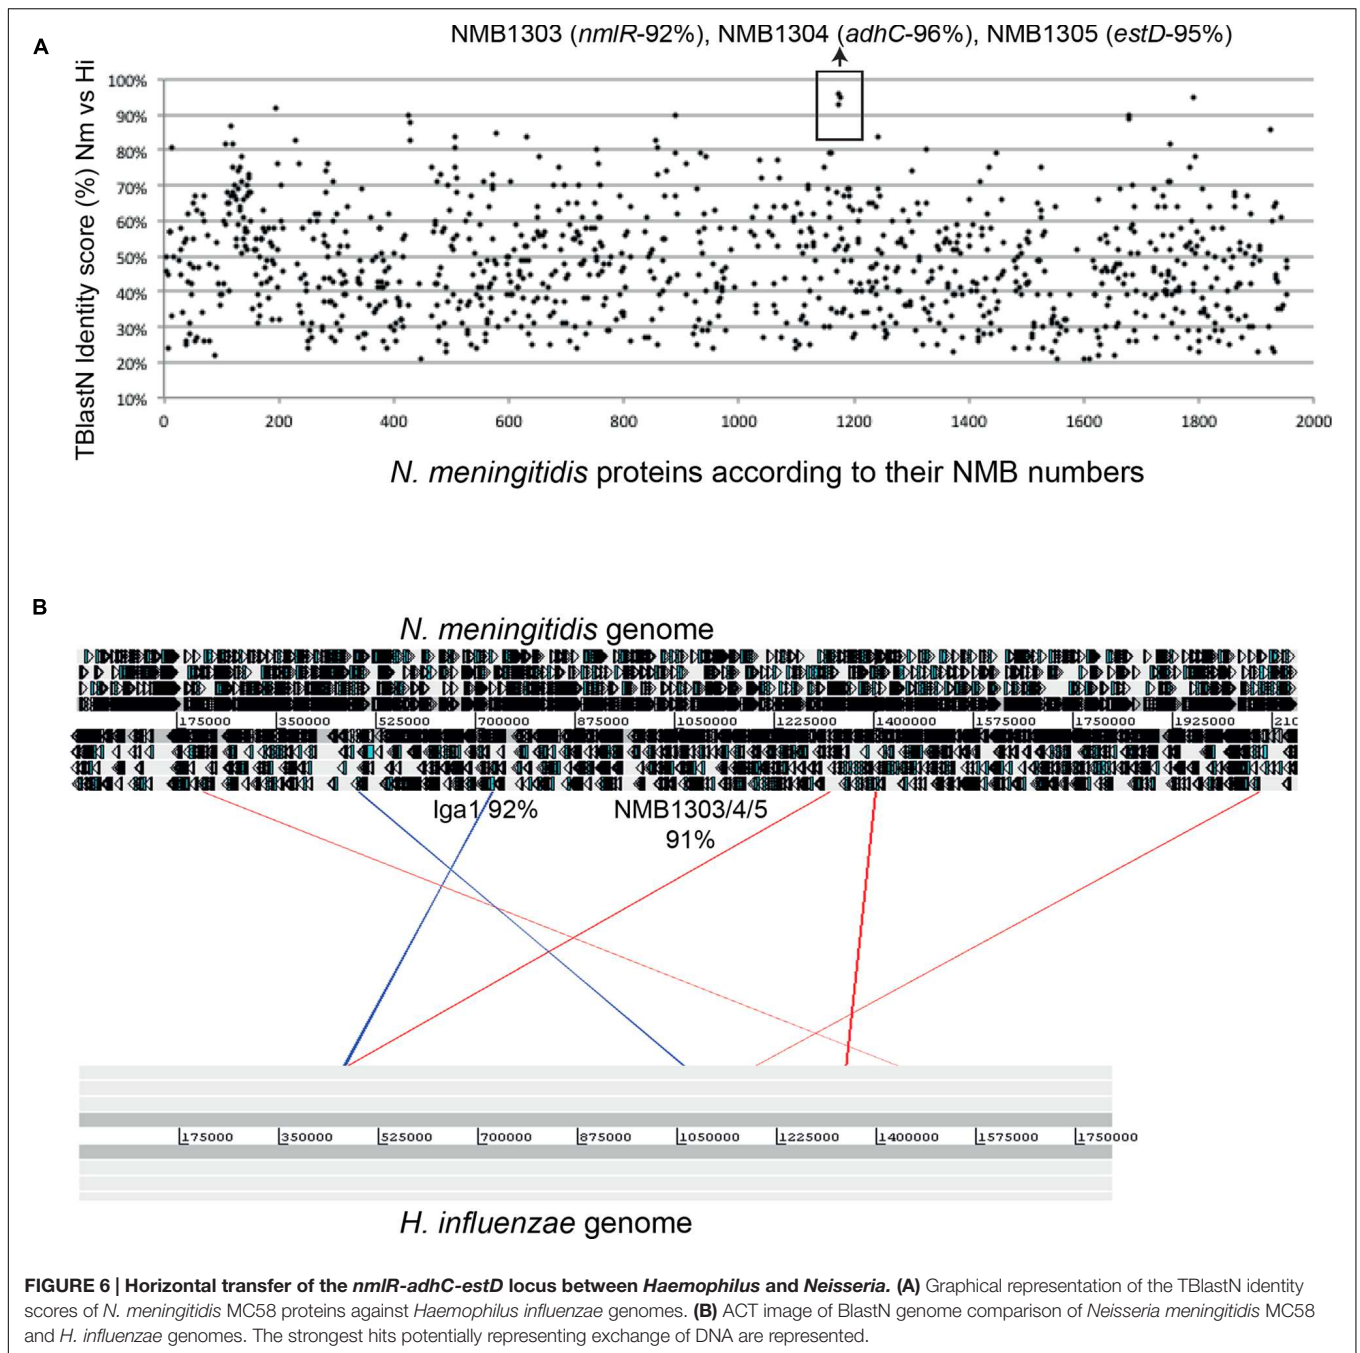 A
NMB1303 (nmlR-92%), NMB1304 (adhC-96%), NMB1305 (estD-95%)
TBlastN Identity score (%) Nm vs Hi
100%
90%
80%
70%
60%
50%
40%
30%
20%
10%
0 200 400 600 800 1000 1200 1400 1600 1800 2000
N. meningitidis proteins according to their NMB numbers
B
N. meningitidis genome
175000 350000 525000 700000 875000 1050000 1225000 1400000 1575000 1750000 1925000 210
Iga1 92% NMB1303/4/5
91%
175000 350000 525000 700000 875000 1050000 1225000 1400000 1575000 1750000
H. influenzae genome
FIGURE 6 | Horizontal transfer of the nmlR-adhC-estD locus between Haemophilus and Neisseria. (A) Graphical representation of the TBlastN identity
scores of N. meningitidis MC58 proteins against Haemophilus influenzae genomes. (B) ACT image of BlastN genome comparison of Neisseria meningitidis MC58
and H. influenzae genomes. The strongest hits potentially representing exchange of DNA are represented.